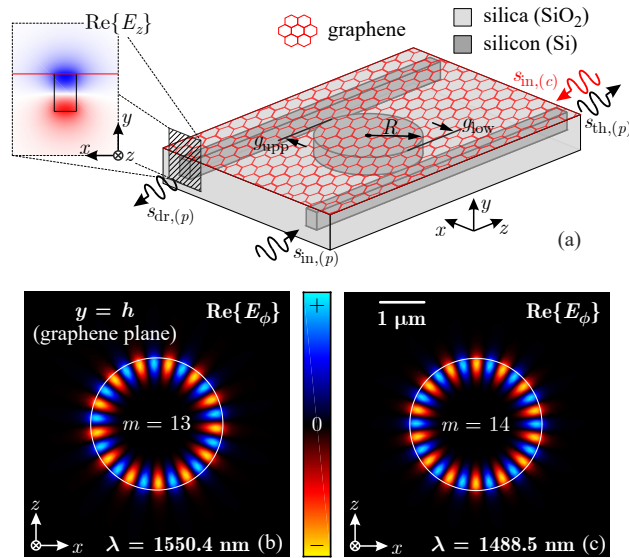 Re{E_z}
graphene
silica (SiO₂)
silicon (Si)
s_in,(c)
s_th,(p)
g_upp
R
g_low
y
x
z
s_dr,(p)
s_in,(p)
y
x
z
(a)
y = h
(graphene plane)
Re{E_ϕ}
m = 13
z
x
λ = 1550.4 nm (b)
+
0
−
1 μm
Re{E_ϕ}
m = 14
z
x
λ = 1488.5 nm (c)